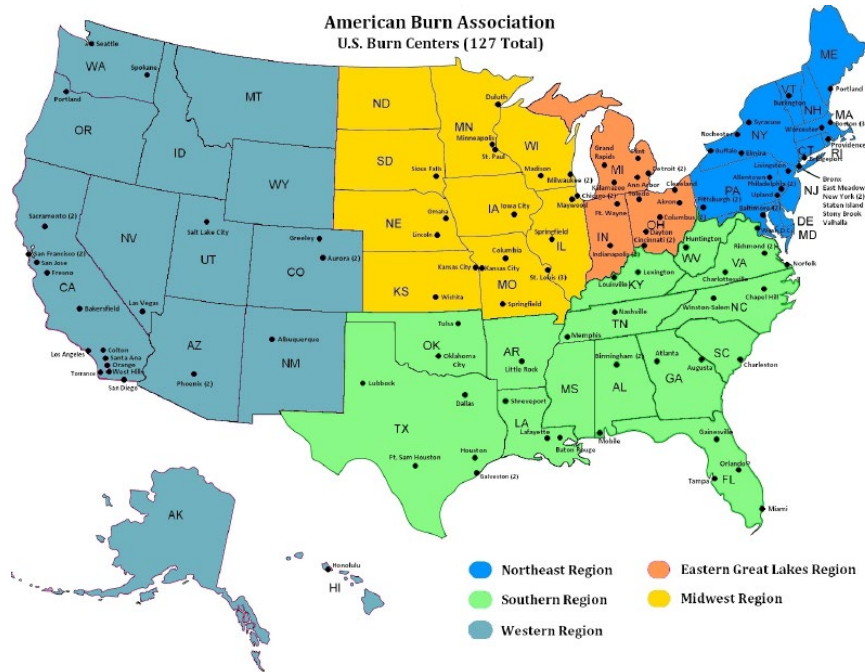 American Burn Association
U.S. Burn Centers (127 Total)
Seattle
WA
Spokane
Portland
OR
MT
ID
WY
NV
Sacramento (2)
San Francisco (2)
San Jose
Fresno
CA
Bakersfield
Las Vegas
Los Angeles
Colton
Santa Ana
Orange
West Hills
Torrance
San Diego
Salt Lake City
UT
Greeley
Aurora (2)
CO
AZ
Phoenix (2)
Albuquerque
NM
ND
SD
Sioux Falls
NE
Omaha
Lincoln
KS
Wichita
MN
Duluth
Minneapolis
St. Paul
WI
Madison
Milwaukee (2)
IA
Iowa City
Chicago (2)
Maywood
Springfield
IL
Columbia
Kansas City
Kansas City
St. Louis (3)
MO
Springfield
Grand
Rapids
MI
Flint
Detroit (2)
Kalamazoo
Ann Arbor
Toledo
Cleveland
Akron
Ft. Wayne
OH
Columbus
Dayton
Cincinnati (2)
IN
Indianapolis (2)
ME
VT
Burlington
NH
Portland
MA
Boston
Worcester
RI
Providence
CT
Bridgeport
Syracuse
Rochester
NY
Buffalo
Elmira
Livingston
Allentown
NJ
PA
Philadelphia (2)
Upland
Pittsburgh (2)
Baltimore (2)
DE
MD
Wash. D.C.
Bronx
East Meadow
New York (2)
Staten Island
Stony Brook
Valhalla
Huntington
WV
Richmond (2)
VA
Norfolk
Charlottesville
Louisville
Lexington
KY
Chapel Hill
Winston-Salem
NC
Nashville
TN
Memphis
SC
Charleston
Tulsa
OK
Oklahoma
City
AR
Little Rock
Birmingham (2)
Atlanta
Augusta
MS
AL
GA
Lubbock
Dallas
TX
Shreveport
LA
Lafayette
Baton Rouge
Mobile
Houston
Ft. Sam Houston
Galveston (2)
Gainesville
Orlando
Tampa
FL
Miami
AK
Honolulu
HI
Northeast Region
Eastern Great Lakes Region
Southern Region
Midwest Region
Western Region